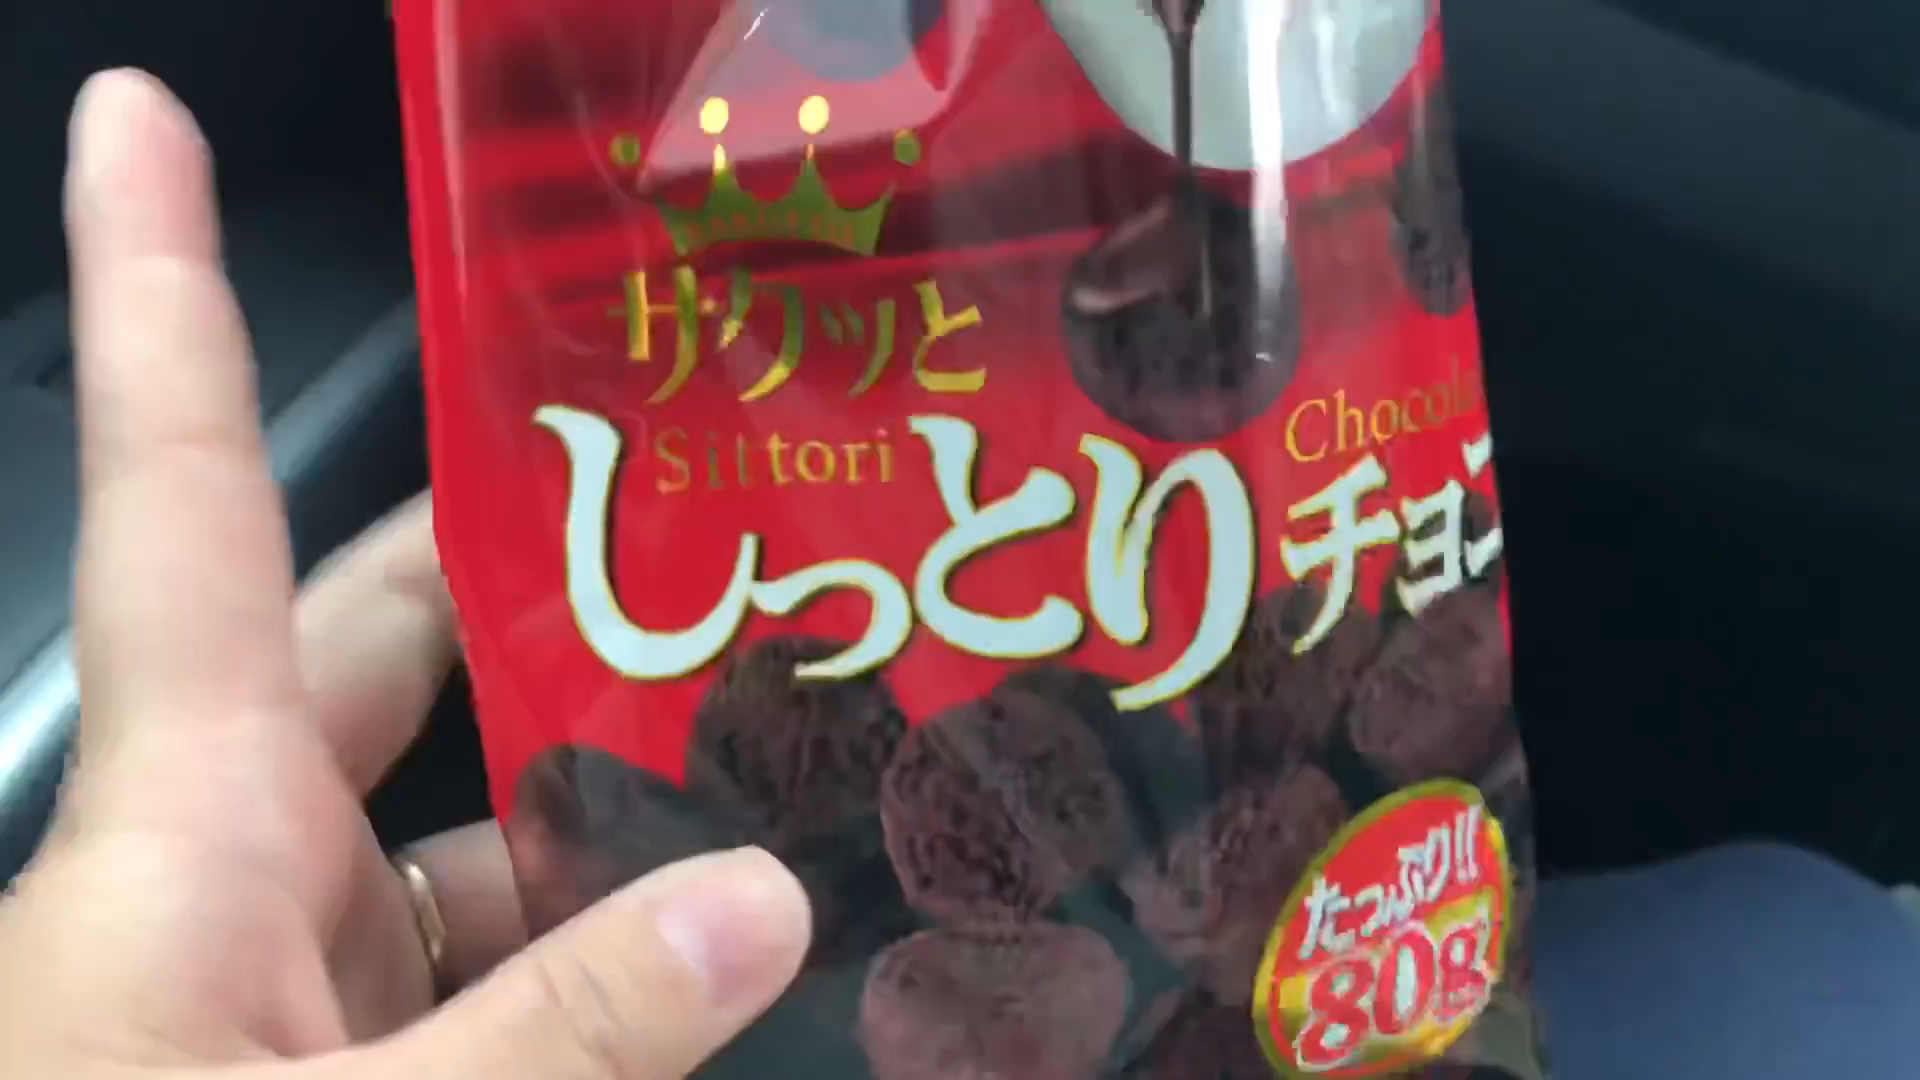 サクッと
Sittori
しっとり
Chocol
チョコ
たっぷり!!
80g